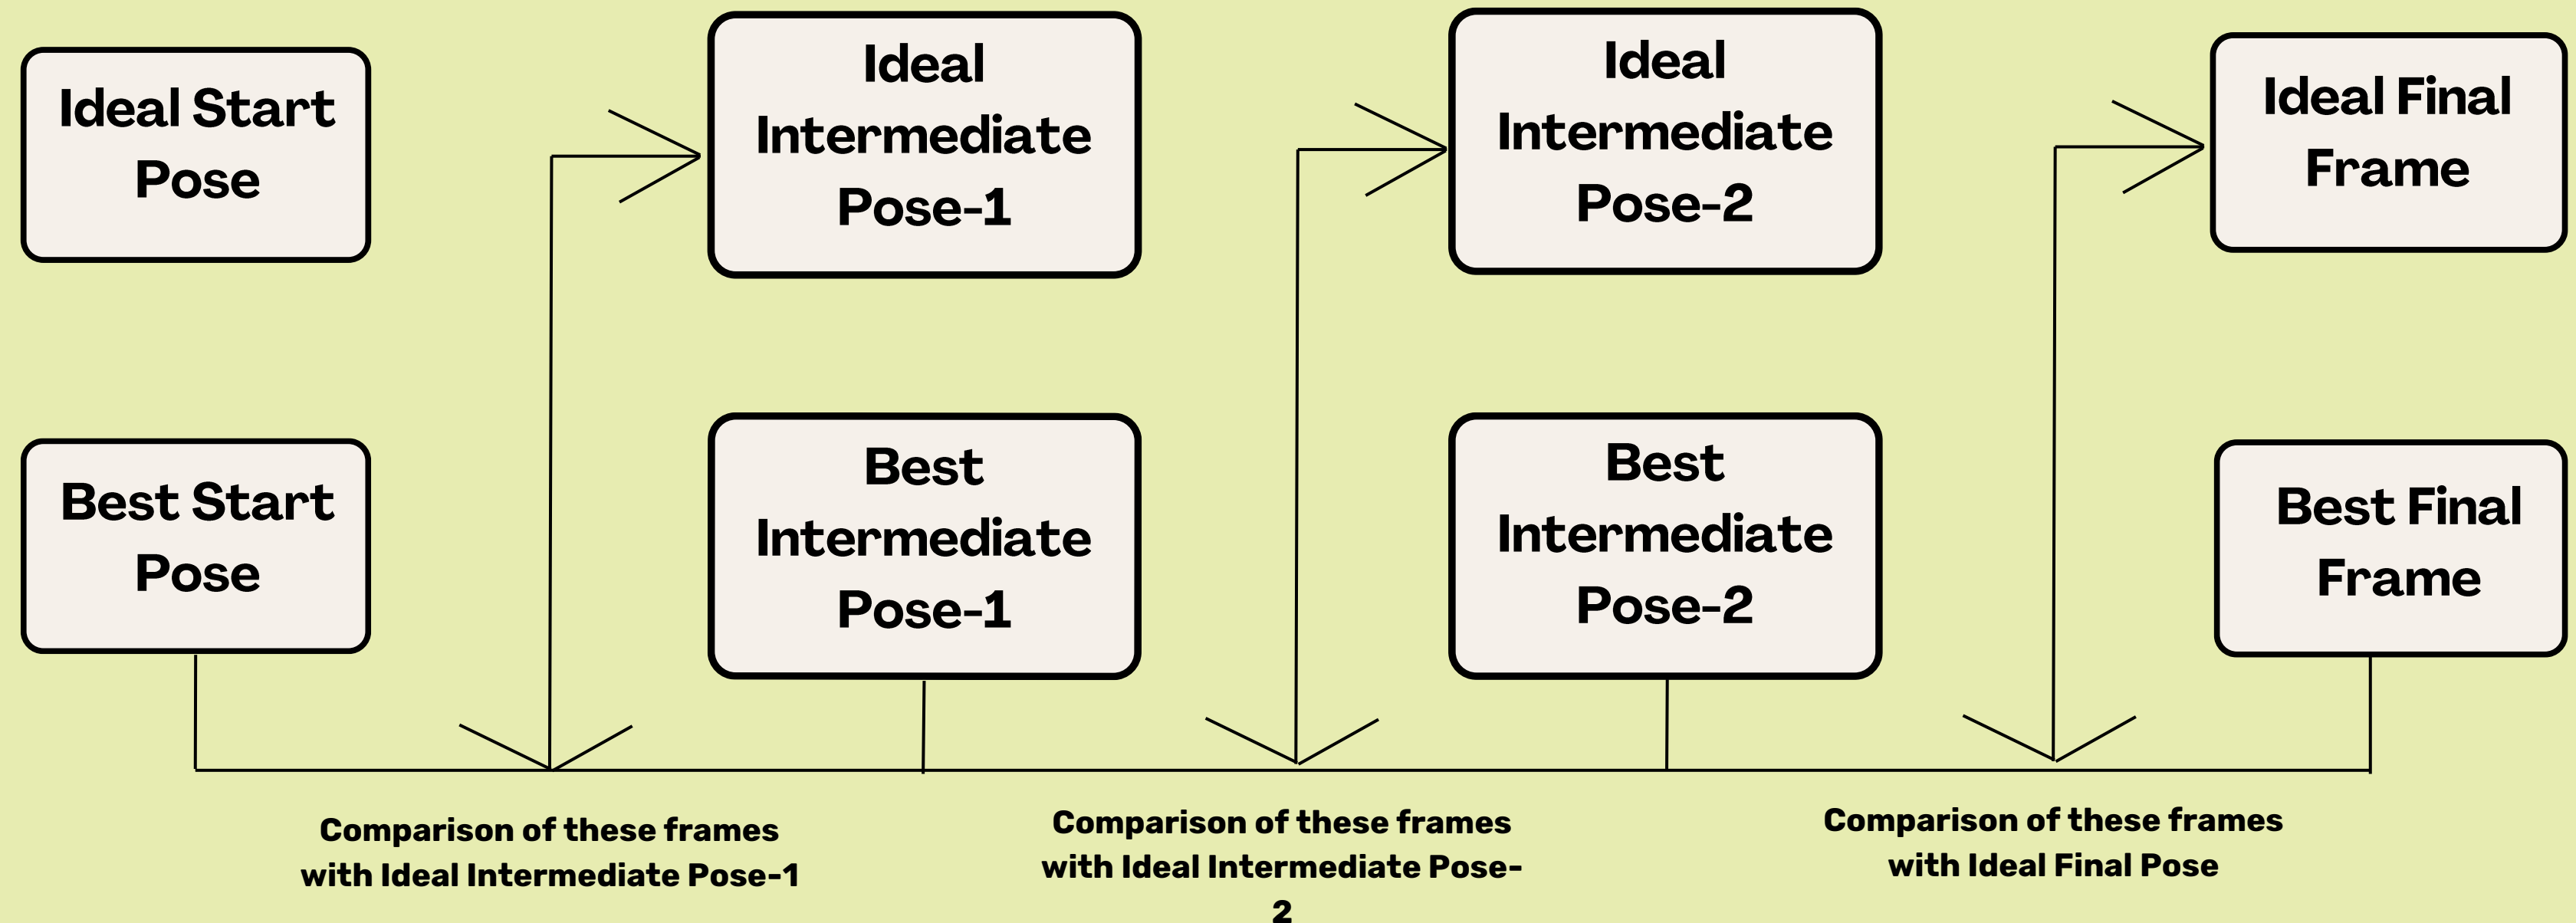 Ideal Start
Pose
Ideal
Intermediate
Pose-1
Ideal
Intermediate
Pose-2
Ideal Final
Frame
Best Start
Pose
Best
Intermediate
Pose-1
Best
Intermediate
Pose-2
Best Final
Frame
Comparison of these frames
with Ideal Intermediate Pose-1
Comparison of these frames
with Ideal Intermediate Pose-
2
Comparison of these frames
with Ideal Final Pose